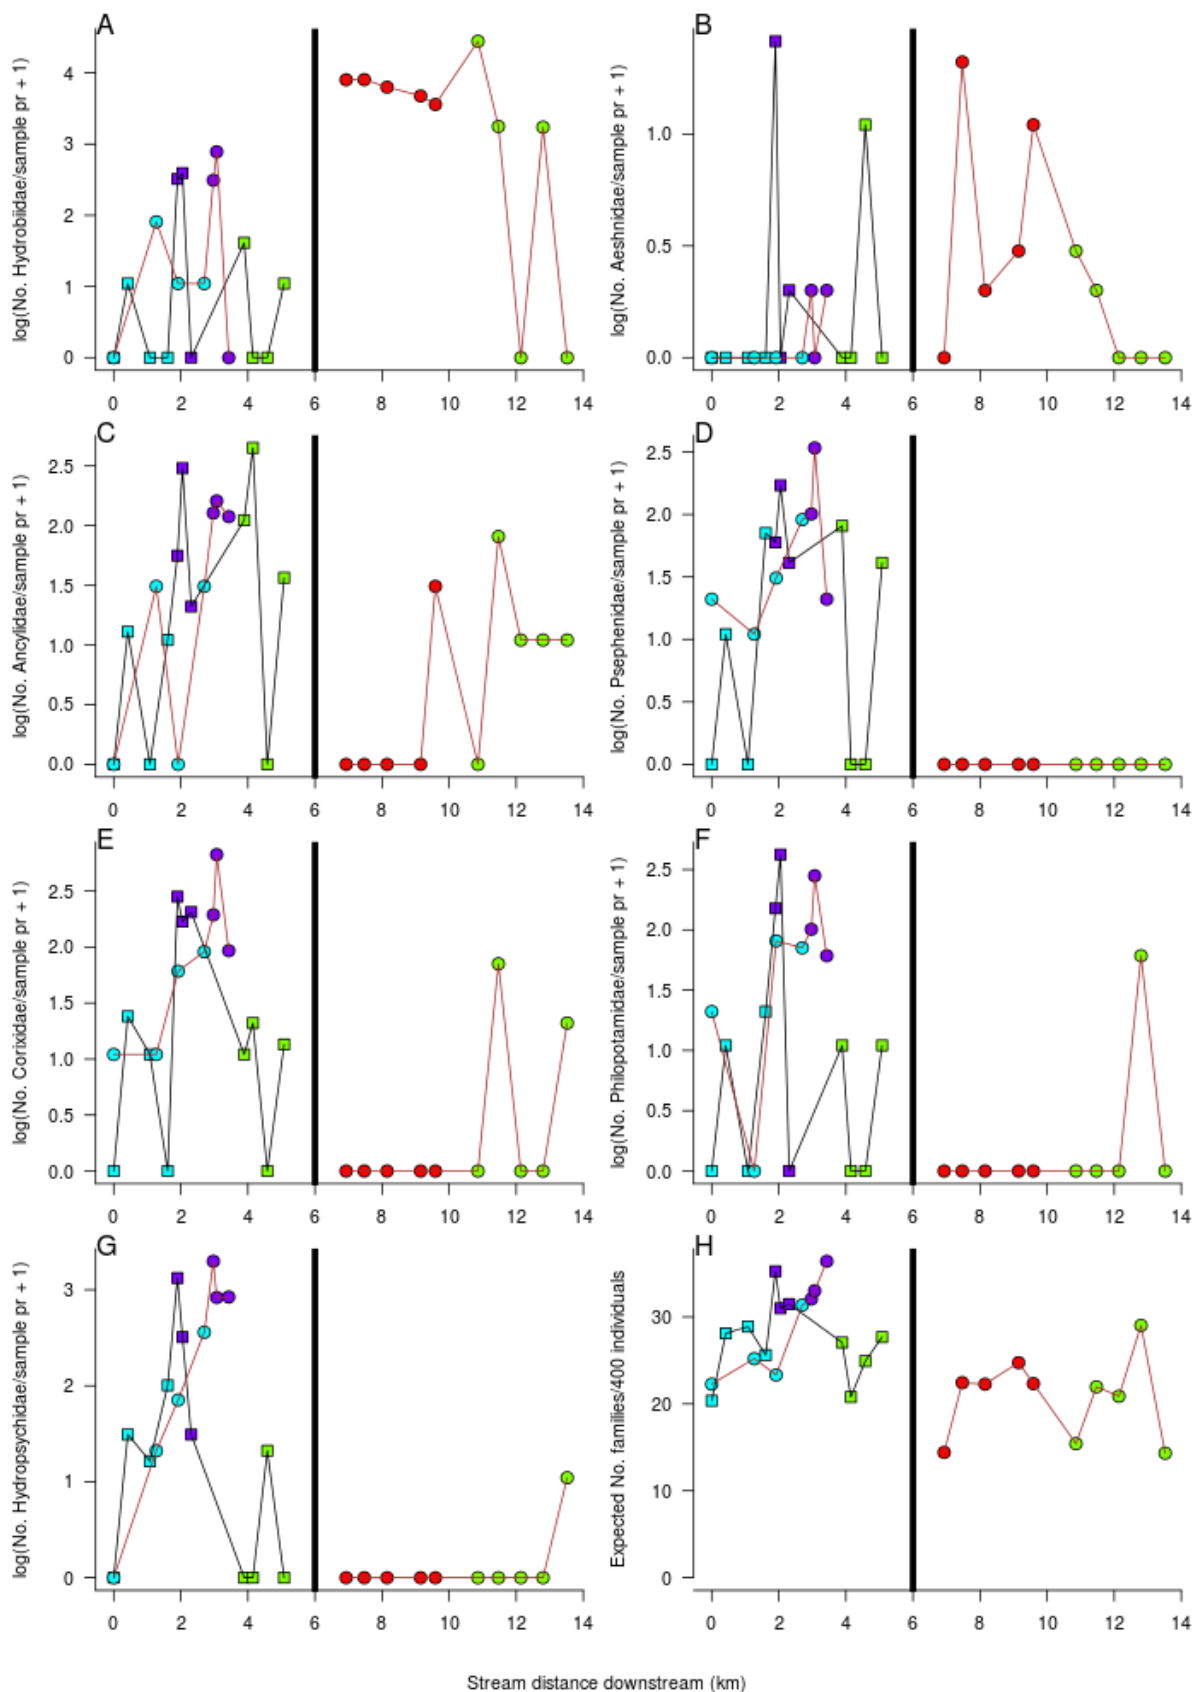 A
log(No. Hydrobiidae/sample pr + 1)
4
3
2
1
0
0 2 4 6 8 10 12 14
B
log(No. Aeshnidae/sample pr + 1)
1.0
0.5
0.0
0 2 4 6 8 10 12 14
C
log(No. Ancylidae/sample pr + 1)
2.5
2.0
1.5
1.0
0.5
0.0
0 2 4 6 8 10 12 14
D
log(No. Psephenidae/sample pr + 1)
2.5
2.0
1.5
1.0
0.5
0.0
0 2 4 6 8 10 12 14
E
log(No. Corixidae/sample pr + 1)
2.5
2.0
1.5
1.0
0.5
0.0
0 2 4 6 8 10 12 14
F
log(No. Philopotamidae/sample pr + 1)
2.5
2.0
1.5
1.0
0.5
0.0
0 2 4 6 8 10 12 14
G
log(No. Hydropsychidae/sample pr + 1)
3
2
1
0
0 2 4 6 8 10 12 14
H
Expected No. families/400 individuals
30
20
10
0
0 2 4 6 8 10 12 14
Stream distance downstream (km)